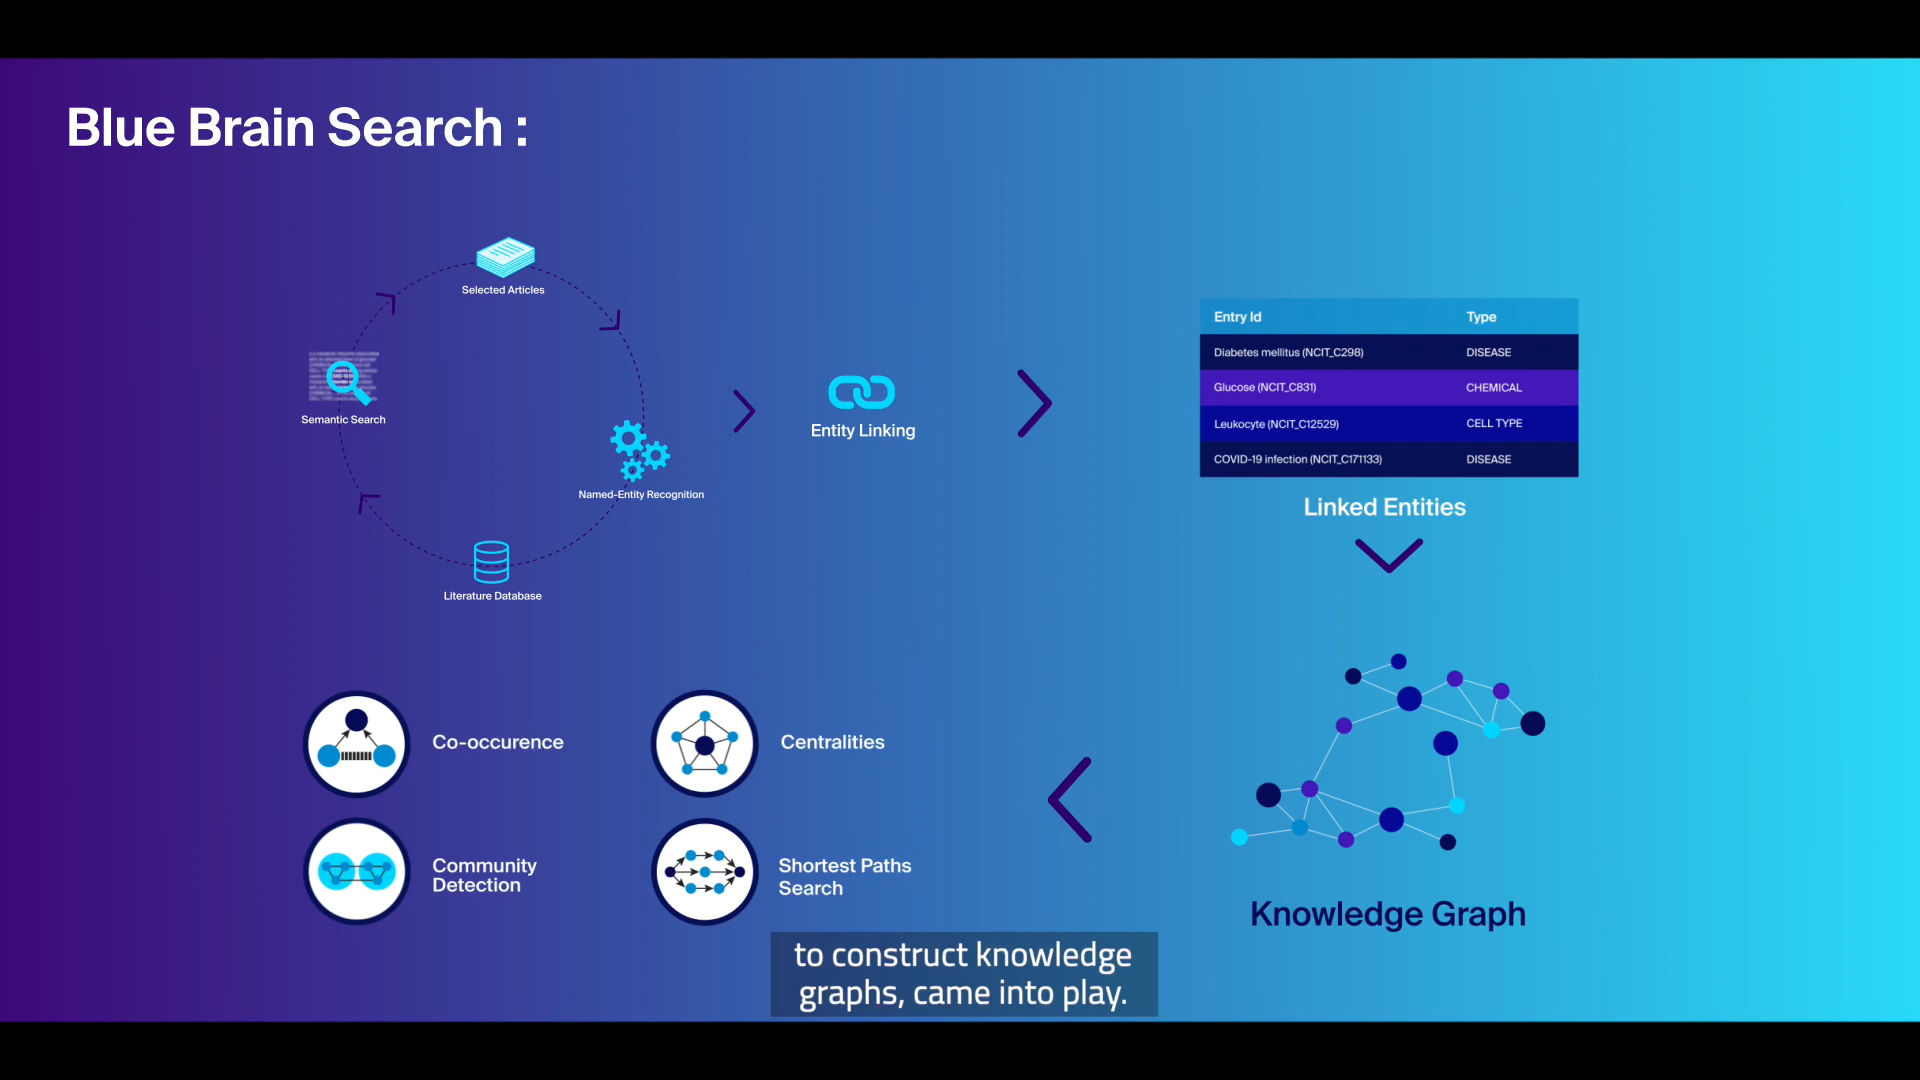 Blue Brain Search :
Selected Articles
Semantic Search
Named-Entity Recognition
Literature Database
Entity Linking
Entry Id Type
Diabetes mellitus (NCIT_C298) DISEASE
Glucose (NCIT_C831) CHEMICAL
Leukocyte (NCIT_C12529) CELL TYPE
COVID-19 infection (NCIT_C171133) DISEASE
Linked Entities
Knowledge Graph
Co-occurence
Centralities
Community
Detection
Shortest Paths
Search
to construct knowledge
graphs, came into play.